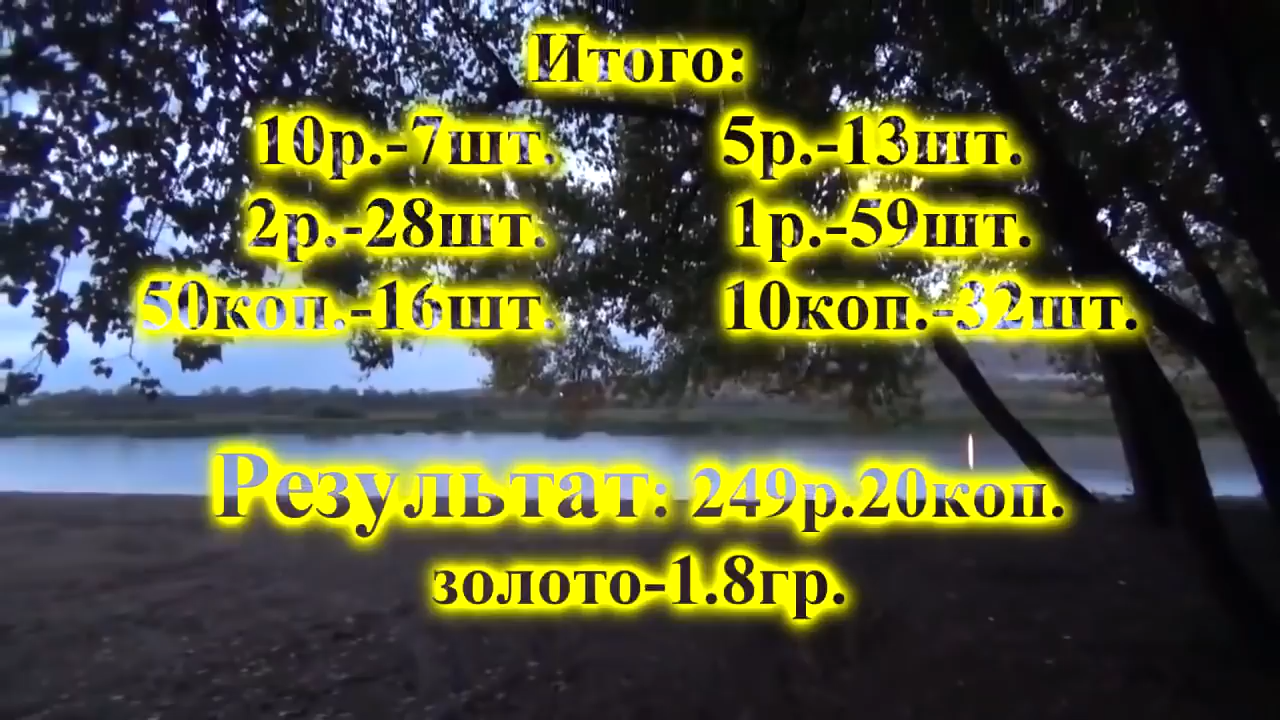 Итого:
10р.-7шт. 5р.-13шт.
2р.-28шт. 1р.-59шт.
50коп.-16шт. 10коп.-32шт.
Результат: 249р.20коп.
золото-1.8гр.